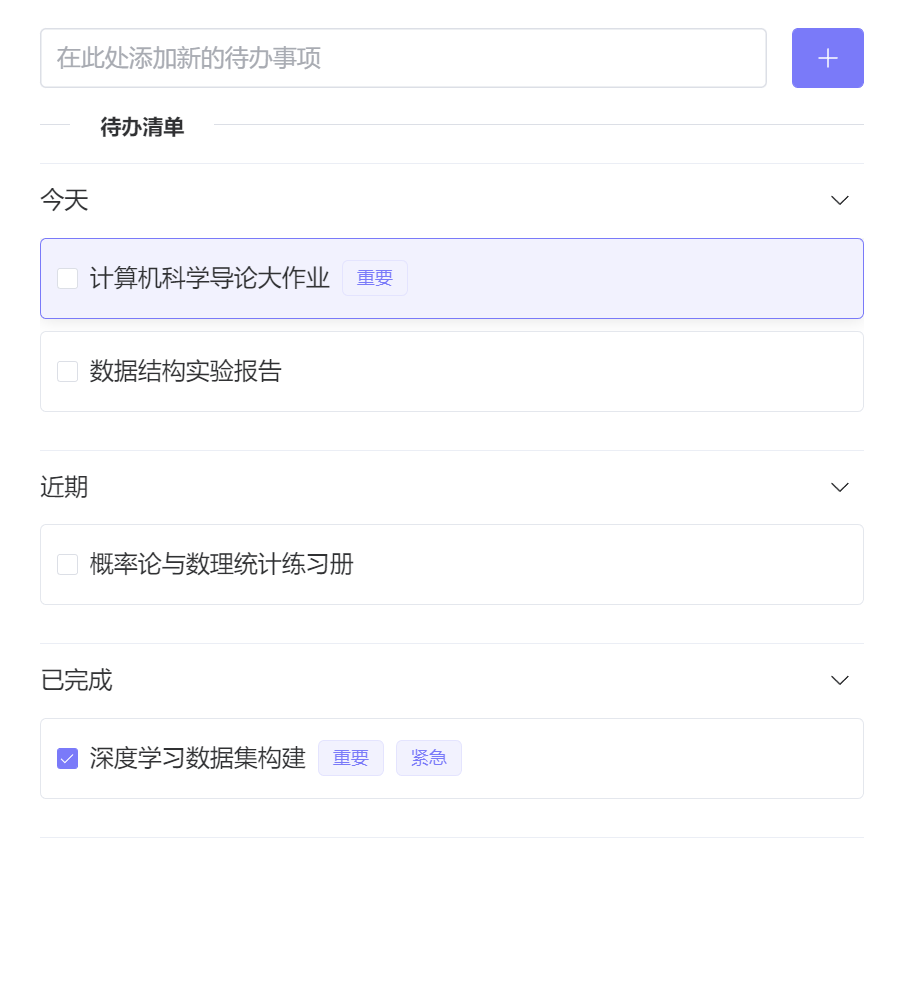 在此处添加新的待办事项
待办清单
今天
计算机科学导论大作业 重要
数据结构实验报告
近期
概率论与数理统计练习册
已完成
深度学习数据集构建 重要 紧急